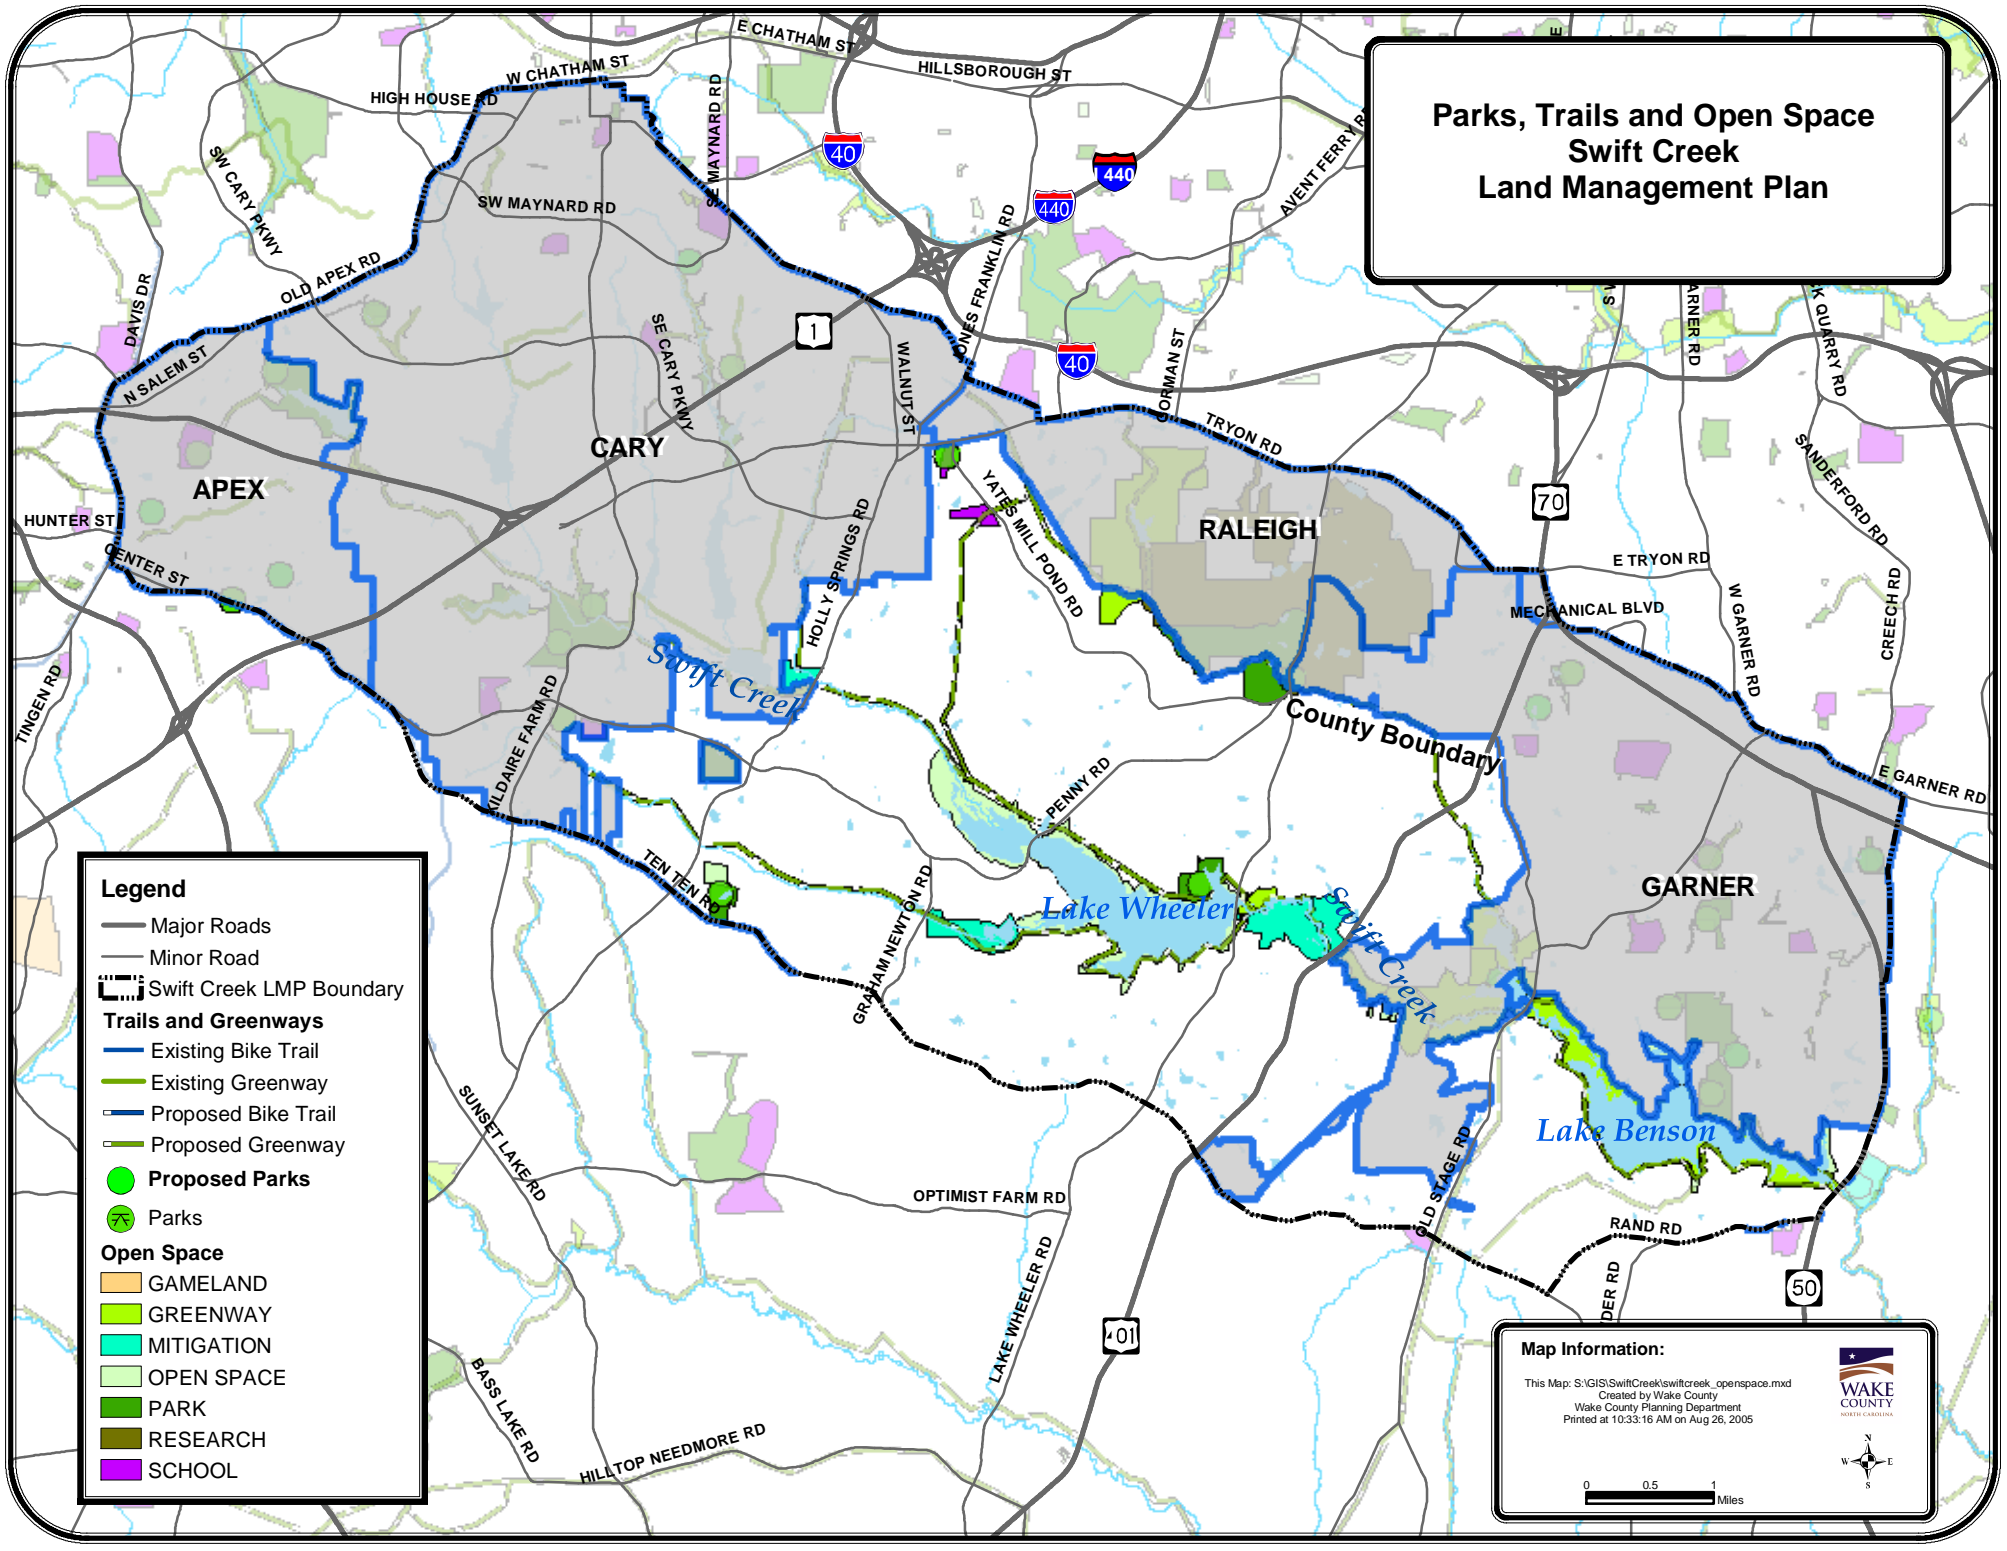 Parks, Trails and Open Space
Swift Creek
Land Management Plan
E CHATHAM ST
W CHATHAM ST
HILLSBOROUGH ST
HIGH HOUSE RD
SE MAYNARD RD
40
440
440
AVENT FERRY R
SW CARY PKWY
SW MAYNARD RD
JONES FRANKLIN RD
OLD APEX RD
DAVIS DR
1
SE CARY PKWY
WALNUT ST
40
GORMAN ST
ARNER RD
K QUARRY RD
N SALEM ST
CARY
TRYON RD
APEX
SANDERFORD RD
HUNTER ST
YATES MILL POND RD
70
RALEIGH
CENTER ST
HOLLY SPRINGS RD
E TRYON RD
MECHANICAL BLVD
W GARNER RD
CREECH RD
TINGEN RD
Swift Creek
KILDAIRE FARM RD
County Boundary
E GARNER RD
PENNY RD
TEN TEN RD
GRAHAM NEWTON RD
Lake Wheeler
Swift Creek
GARNER
Legend
Major Roads
Minor Road
Swift Creek LMP Boundary
Trails and Greenways
Existing Bike Trail
Existing Greenway
Proposed Bike Trail
Proposed Greenway
Proposed Parks
Parks
Open Space
GAMELAND
GREENWAY
MITIGATION
OPEN SPACE
PARK
RESEARCH
SCHOOL
SUNSET LAKE RD
Lake Benson
OLD STAGE RD
OPTIMIST FARM RD
RAND RD
LAKE WHEELER RD
DER RD
50
01
BASS LAKE RD
HILLTOP NEEDMORE RD
Map Information:
This Map: S:\GIS\SwiftCreek\swiftcreek_openspace.mxd
Created by Wake County
Wake County Planning Department
Printed at 10:33:16 AM on Aug 26, 2005
WAKE
COUNTY
NORTH CAROLINA
N
W E
S
0 0.5 1
Miles